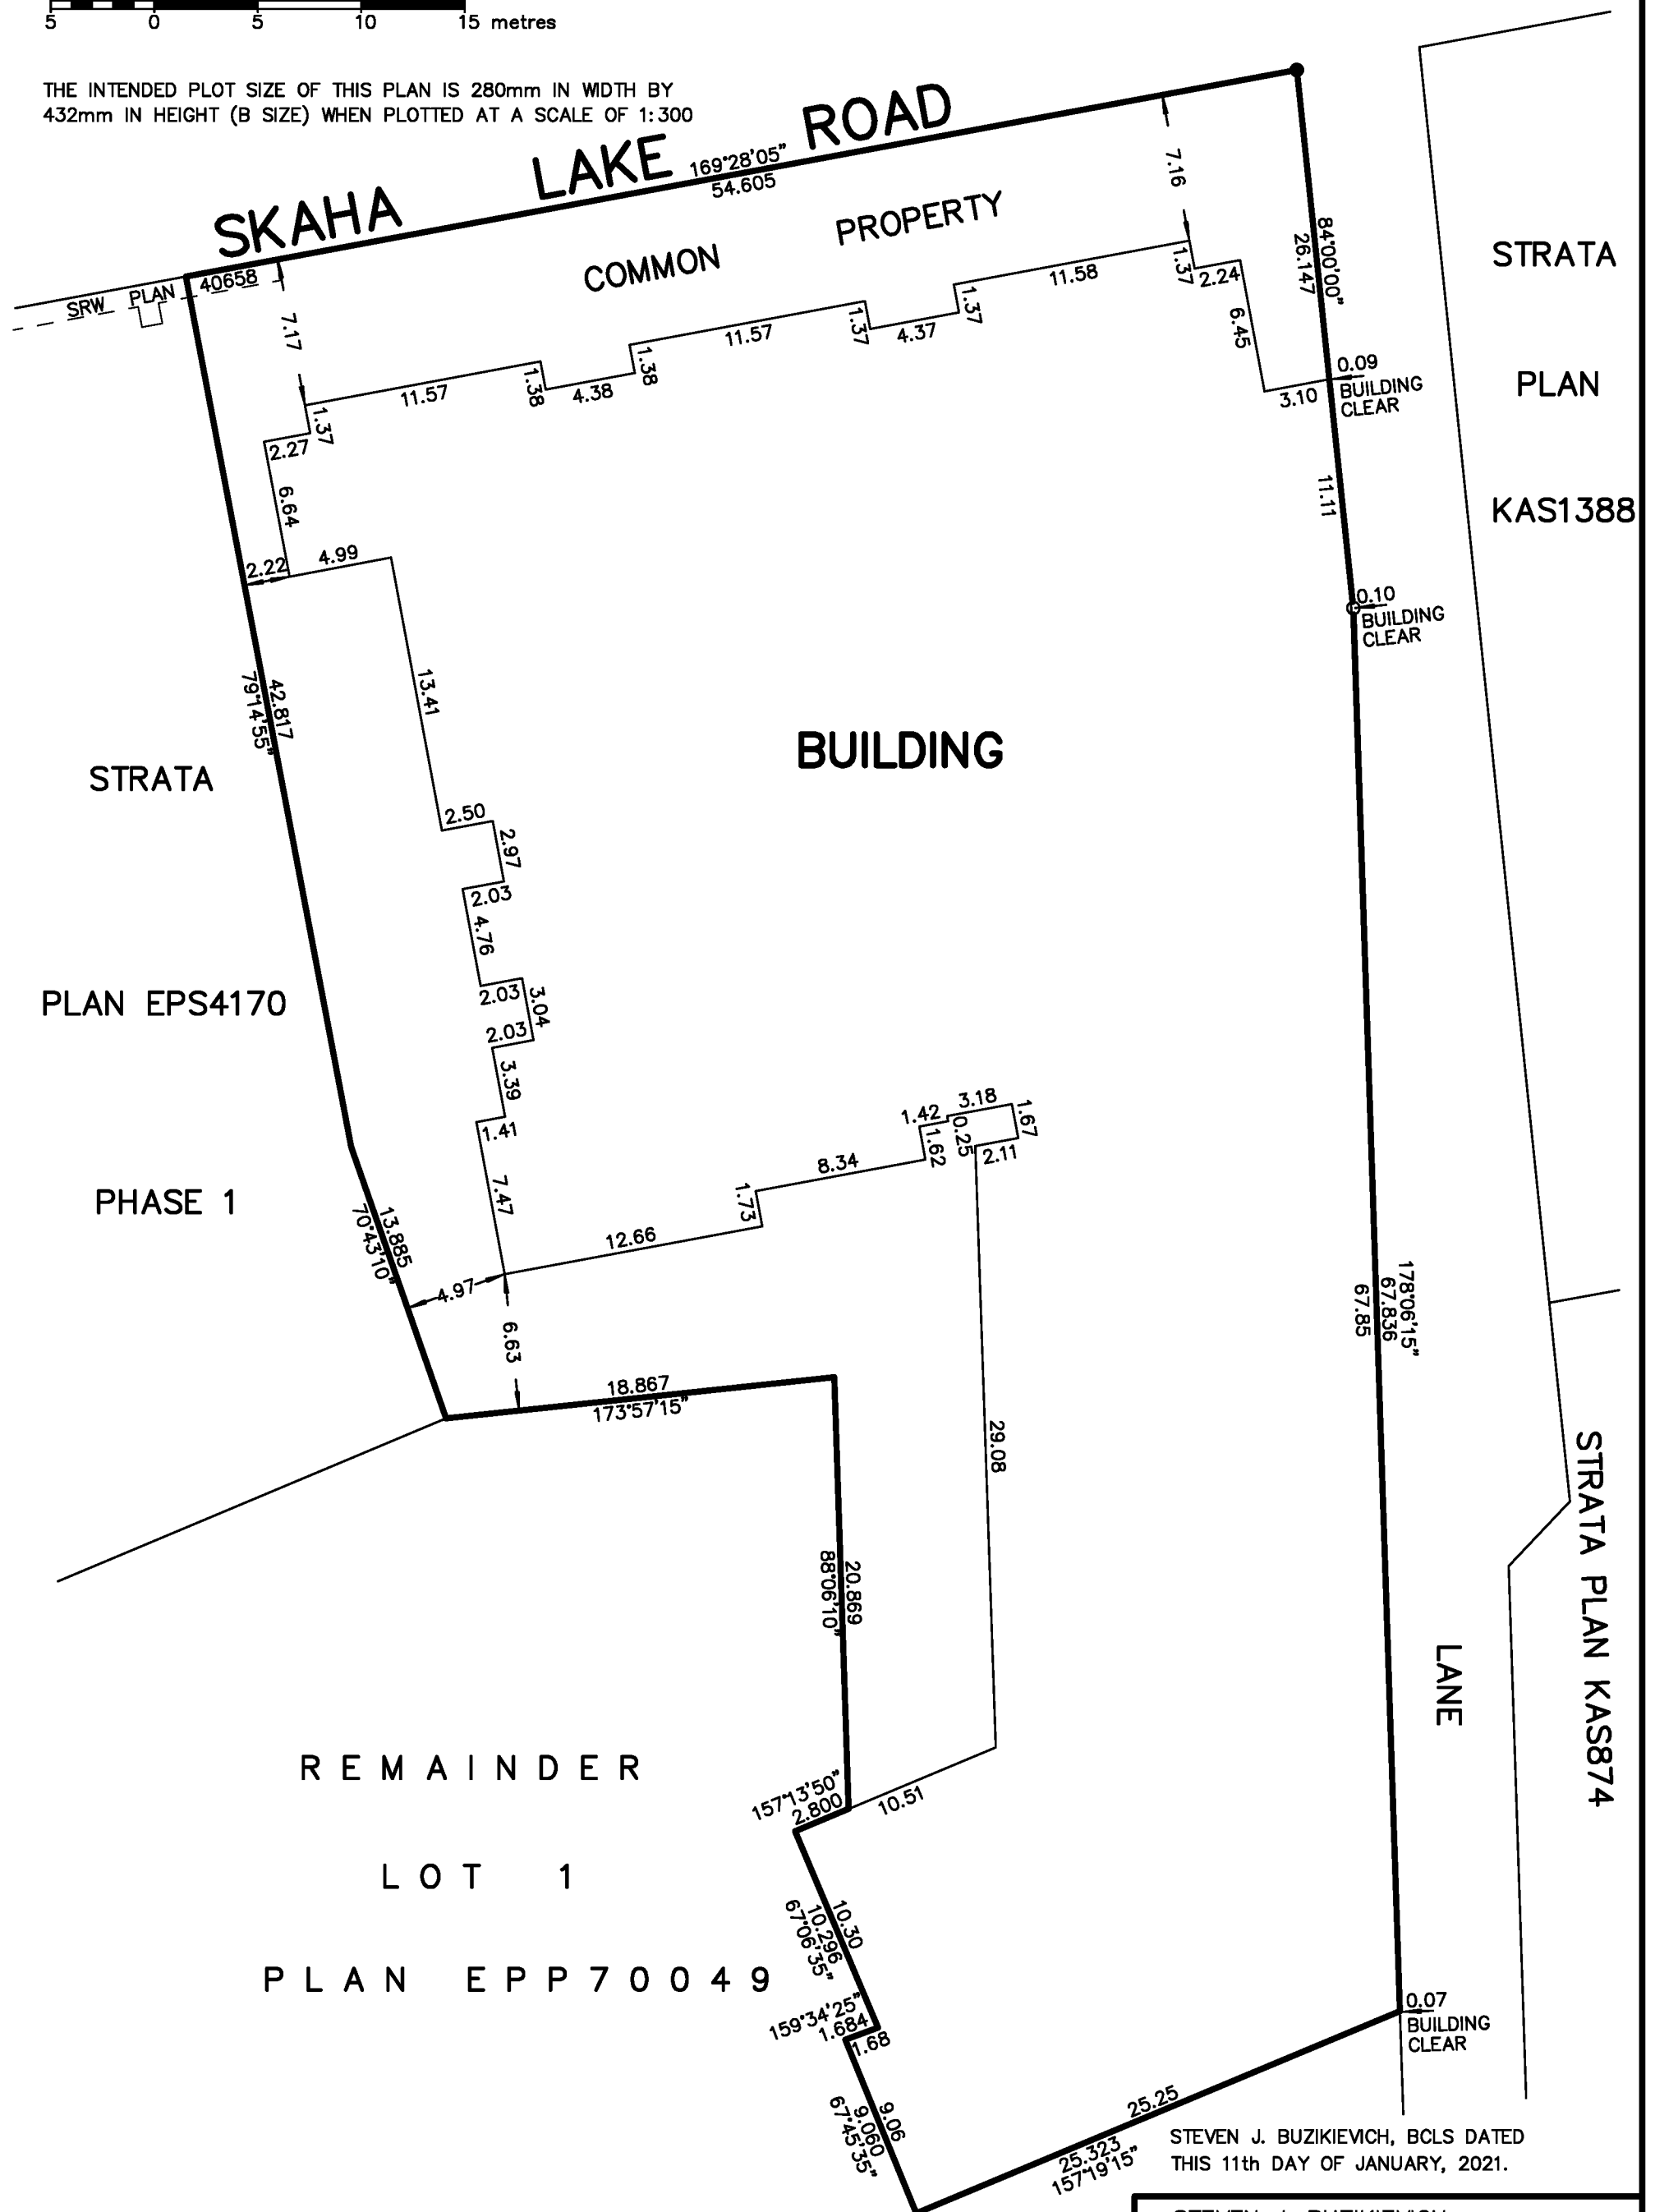 5 0 5 10 15 metres
THE INTENDED PLOT SIZE OF THIS PLAN IS 280mm IN WIDTH BY
432mm IN HEIGHT (B SIZE) WHEN PLOTTED AT A SCALE OF 1:300
SKAHA LAKE ROAD
169°28'05"
54.605
COMMON PROPERTY
SRW PLAN 40658
7.16
7.17
84°00'00"
26.147
STRATA
PLAN
KAS1388
11.57
1.38
4.38
1.38
11.57
1.37
4.37
1.37
11.58
1.37
2.24
6.45
3.10
0.09
BUILDING
CLEAR
11.11
0.10
BUILDING
CLEAR
1.37
2.27
6.64
2.22
4.99
13.41
42.817
79°14'55"
BUILDING
STRATA
PLAN EPS4170
PHASE 1
2.50
2.97
2.03
4.76
2.03
3.04
2.03
3.39
1.41
7.47
13.885
70°43'10"
4.97
6.63
12.66
1.73
8.34
1.62
1.42
0.25
3.18
1.67
2.11
29.08
178°06'15"
67.836
67.85
18.867
173°57'15"
20.869
88°06'10"
STRATA PLAN KAS874
LANE
REMAINDER
LOT 1
PLAN EPP70049
157°13'50"
2.800
10.51
10.30
10.296
67°06'35"
159°34'25"
1.684
1.68
9.06
9.060
67°45'35"
25.25
25.323
157°19'15"
0.07
BUILDING
CLEAR
STEVEN J. BUZIKIEVICH, BCLS DATED
THIS 11th DAY OF JANUARY, 2021.